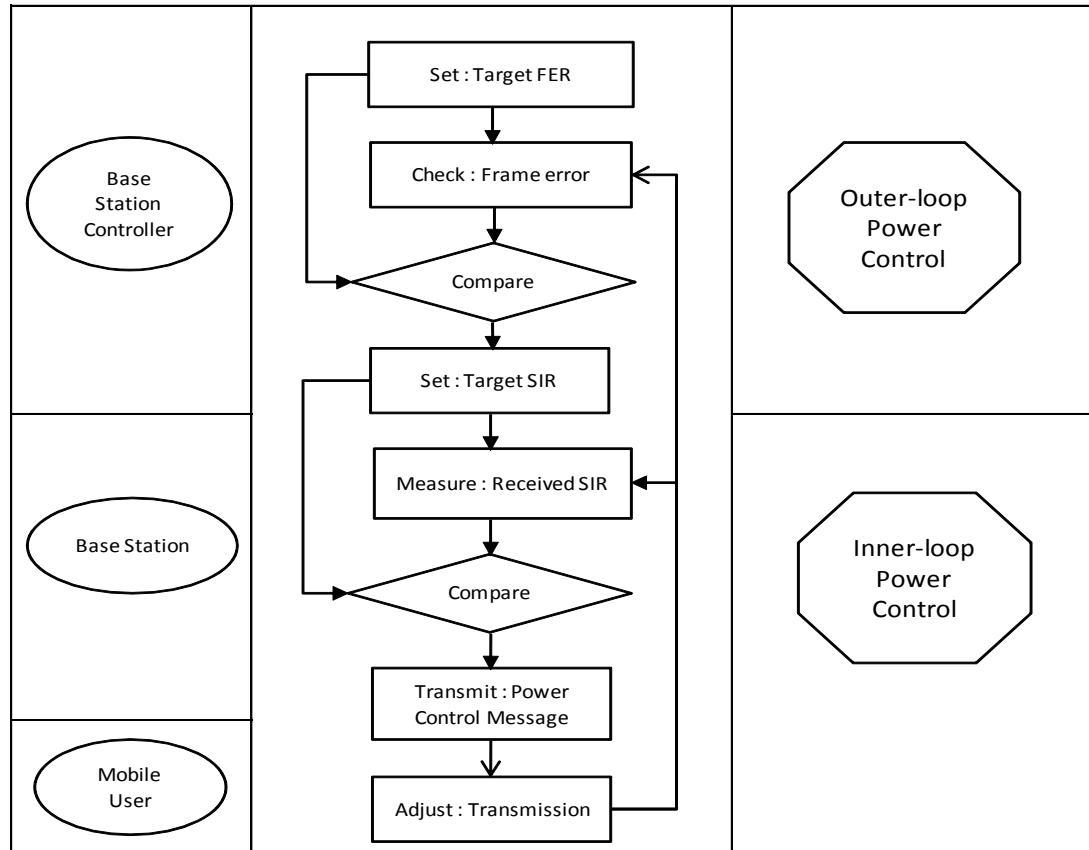 Set : Target FER
Base
Station
Controller
Check : Frame error
Outer-loop
Power
Control
Compare
Set : Target SIR
Measure : Received SIR
Base Station
Inner-loop
Power
Control
Compare
Transmit : Power
Control Message
Mobile
User
Adjust : Transmission